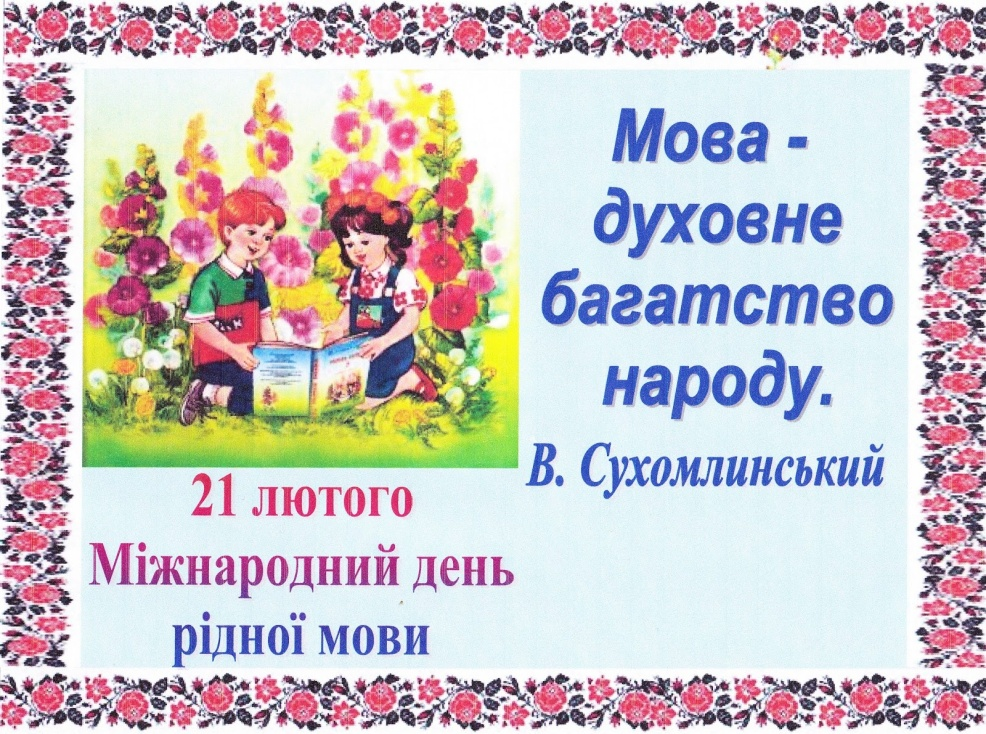 21 лютого
Міжнародний день
рідної мови
Мова -
духовне
багатство
народу.
В. Сухомлинський